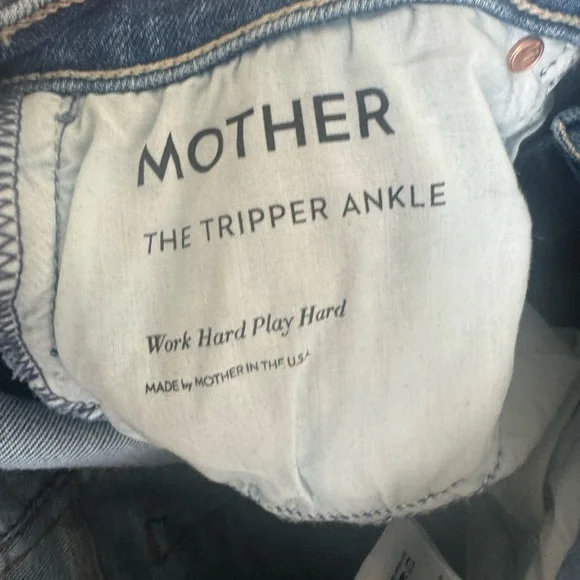 MOTHER
THE TRIPPER ANKLE
Work Hard Play Hard
MADE by MOTHER IN THE U.S.A